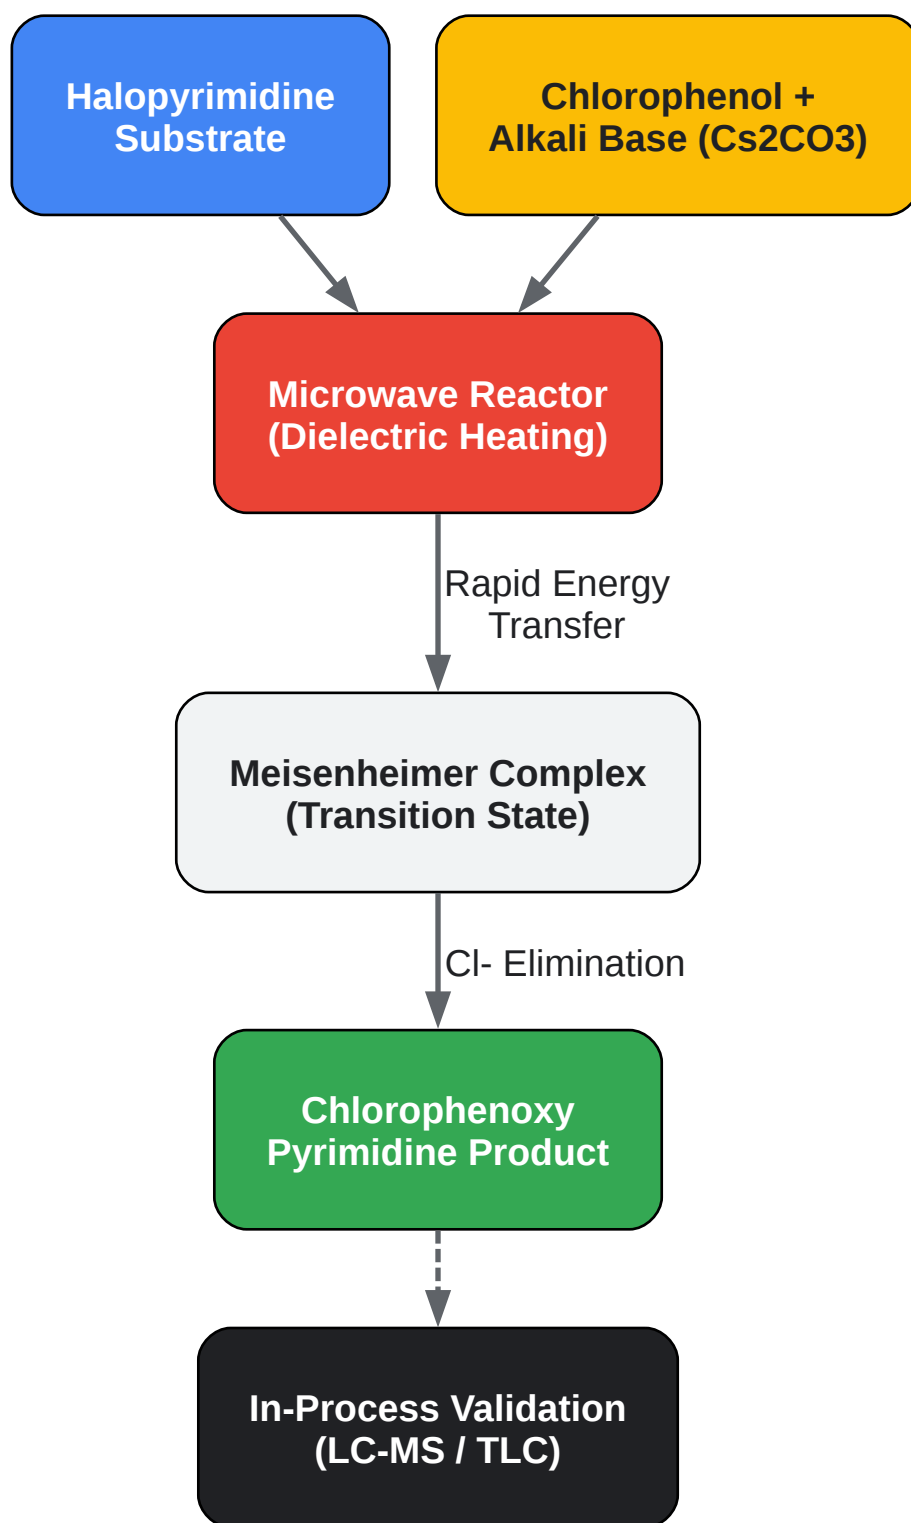 Halopyrimidine
Substrate
Chlorophenol +
Alkali Base (Cs2CO3)
Microwave Reactor
(Dielectric Heating)
Rapid Energy
Transfer
Meisenheimer Complex
(Transition State)
Cl- Elimination
Chlorophenoxy
Pyrimidine Product
In-Process Validation
(LC-MS / TLC)